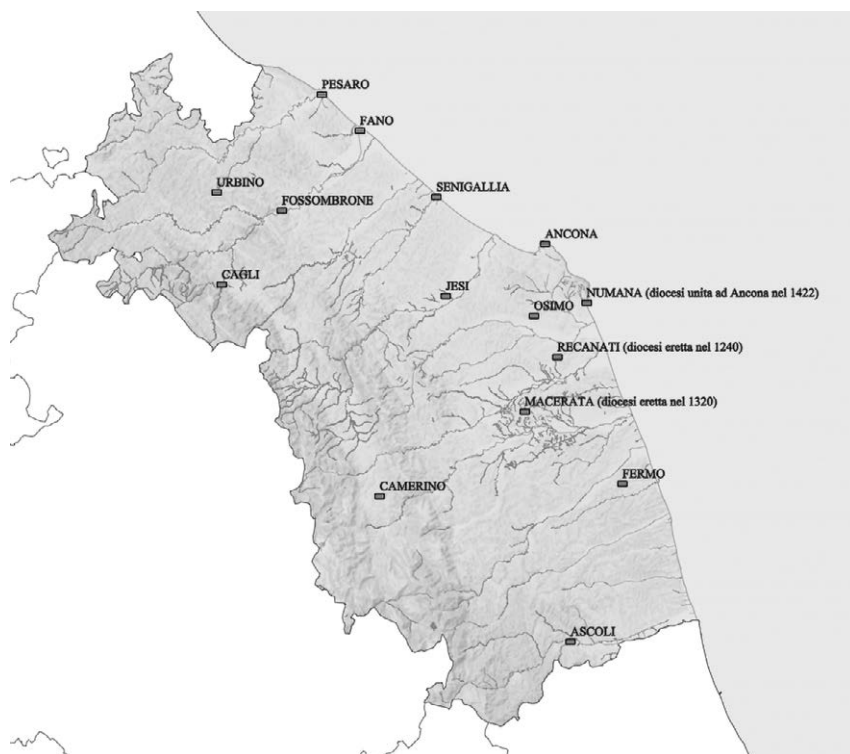 PESARO
FANO
URBINO
SENIGALLIA
FOSSOMBRONE
ANCONA
CAGLI
JESI
NUMANA (diocesi unita ad Ancona nel 1422)
OSIMO
RECANATI (diocesi eretta nel 1240)
MACERATA (diocesi eretta nel 1320)
FERMO
CAMERINO
ASCOLI